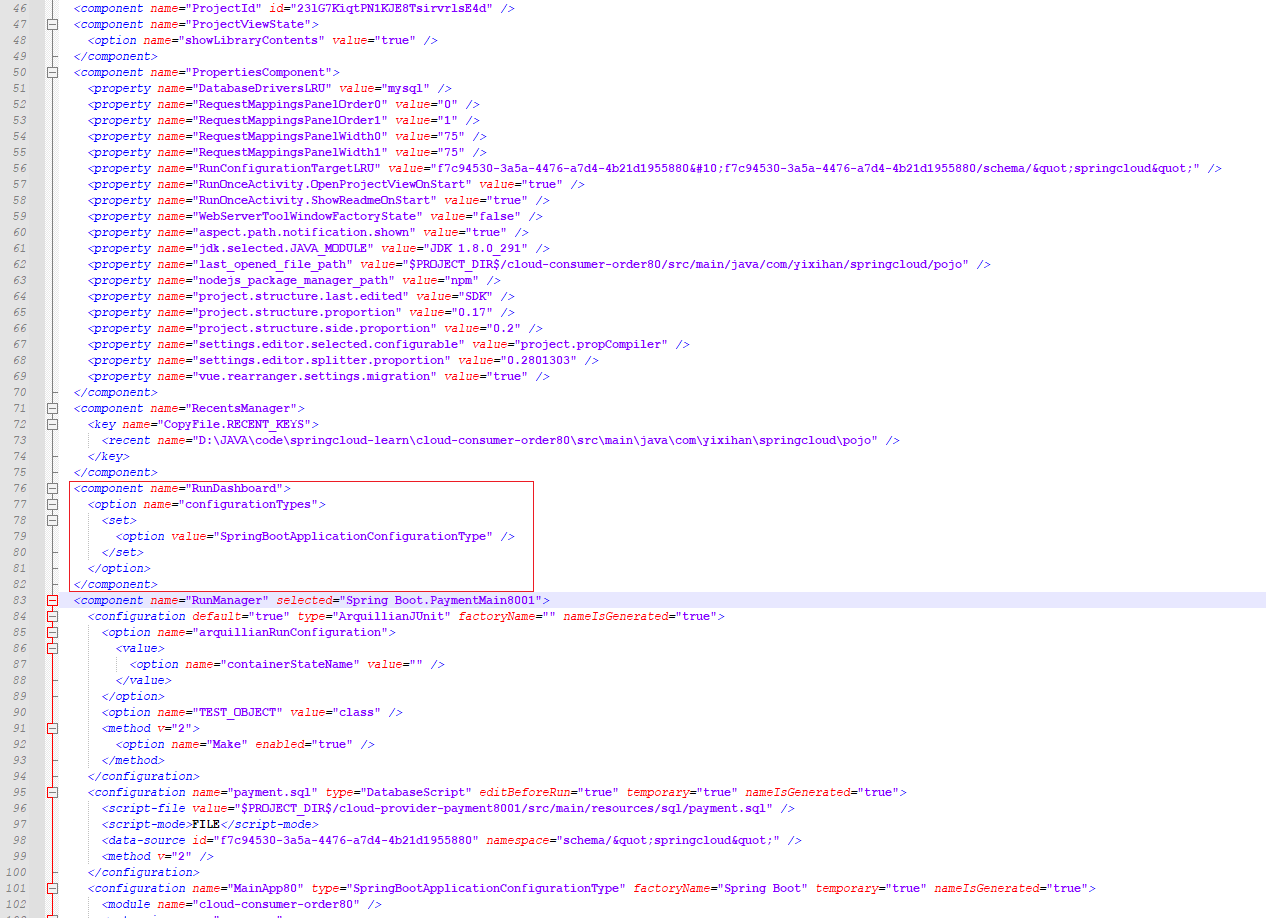 46 <component name="ProjectId" id="23lG7KiqtPN1KJE8TsirvrlsE4d" />
47 <component name="ProjectViewState">
48 <option name="showLibraryContents" value="true" />
49 </component>
50 <component name="PropertiesComponent">
51 <property name="DatabaseDriversLRU" value="mysql" />
52 <property name="RequestMappingsPanelOrder0" value="0" />
53 <property name="RequestMappingsPanelOrder1" value="1" />
54 <property name="RequestMappingsPanelWidth0" value="75" />
55 <property name="RequestMappingsPanelWidth1" value="75" />
56 <property name="RunConfigurationTargetLRU" value="f7c94530-3a5a-4476-a7d4-4b21d1955880&#10;f7c94530-3a5a-4476-a7d4-4b21d1955880/schema/&quot;springcloud&quot;" />
57 <property name="RunOnceActivity.OpenProjectViewOnStart" value="true" />
58 <property name="RunOnceActivity.ShowReadmeOnStart" value="true" />
59 <property name="WebServerToolWindowFactoryState" value="false" />
60 <property name="aspect.path.notification.shown" value="true" />
61 <property name="jdk.selected.JAVA_MODULE" value="JDK 1.8.0_291" />
62 <property name="last_opened_file_path" value="$PROJECT_DIR$/cloud-consumer-order80/src/main/java/com/yixihan/springcloud/pojo" />
63 <property name="nodejs_package_manager_path" value="npm" />
64 <property name="project.structure.last.edited" value="SDK" />
65 <property name="project.structure.proportion" value="0.17" />
66 <property name="project.structure.side.proportion" value="0.2" />
67 <property name="settings.editor.selected.configurable" value="project.propCompiler" />
68 <property name="settings.editor.splitter.proportion" value="0.2801303" />
69 <property name="vue.rearranger.settings.migration" value="true" />
70 </component>
71 <component name="RecentsManager">
72 <key name="CopyFile.RECENT_KEYS">
73 <recent name="D:\JAVA\code\springcloud-learn\cloud-consumer-order80\src\main\java\com\yixihan\springcloud\pojo" />
74 </key>
75 </component>
76 <component name="RunDashboard">
77 <option name="configurationTypes">
78 <set>
79 <option value="SpringBootApplicationConfigurationType" />
80 </set>
81 </option>
82 </component>
83 <component name="RunManager" selected="Spring Boot.PaymentMain8001">
84 <configuration default="true" type="ArquillianJUnit" factoryName="" nameIsGenerated="true">
85 <option name="arquillianRunConfiguration">
86 <value>
87 <option name="containerStateName" value="" />
88 </value>
89 </option>
90 <option name="TEST_OBJECT" value="class" />
91 <method v="2">
92 <option name="Make" enabled="true" />
93 </method>
94 </configuration>
95 <configuration name="payment.sql" type="DatabaseScript" editBeforeRun="true" temporary="true" nameIsGenerated="true">
96 <script-file value="$PROJECT_DIR$/cloud-provider-payment8001/src/main/resources/sql/payment.sql" />
97 <script-mode>FILE</script-mode>
98 <data-source id="f7c94530-3a5a-4476-a7d4-4b21d1955880" namespace="schema/&quot;springcloud&quot;" />
99 <method v="2" />
100 </configuration>
101 <configuration name="MainApp80" type="SpringBootApplicationConfigurationType" factoryName="Spring Boot" temporary="true" nameIsGenerated="true">
102 <module name="cloud-consumer-order80" />